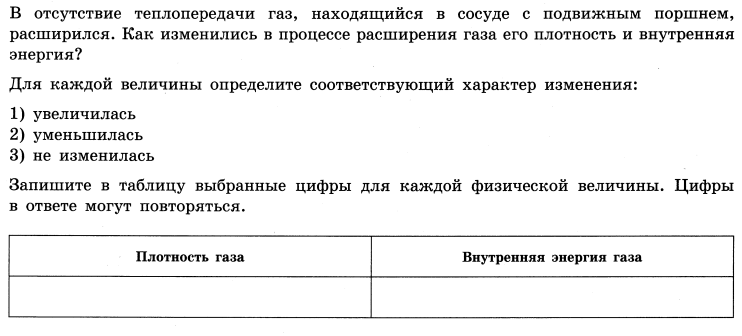 В отсутствие теплопередачи газ, находящийся в сосуде с подвижным поршнем,
расширился. Как изменились в процессе расширения газа его плотность и внутренняя
энергия?
Для каждой величины определите соответствующий характер изменения:
1) увеличилась
2) уменьшилась
3) не изменилась
Запишите в таблицу выбранные цифры для каждой физической величины. Цифры
в ответе могут повторяться.
Плотность газа Внутренняя энергия газа